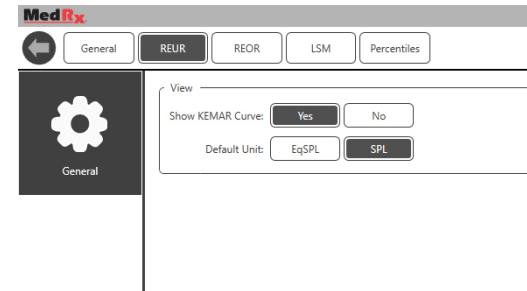 MedRx
General REUR REOR LSM Percentiles
View
Show KEMAR Curve: Yes No
Default Unit: EqSPL SPL
General